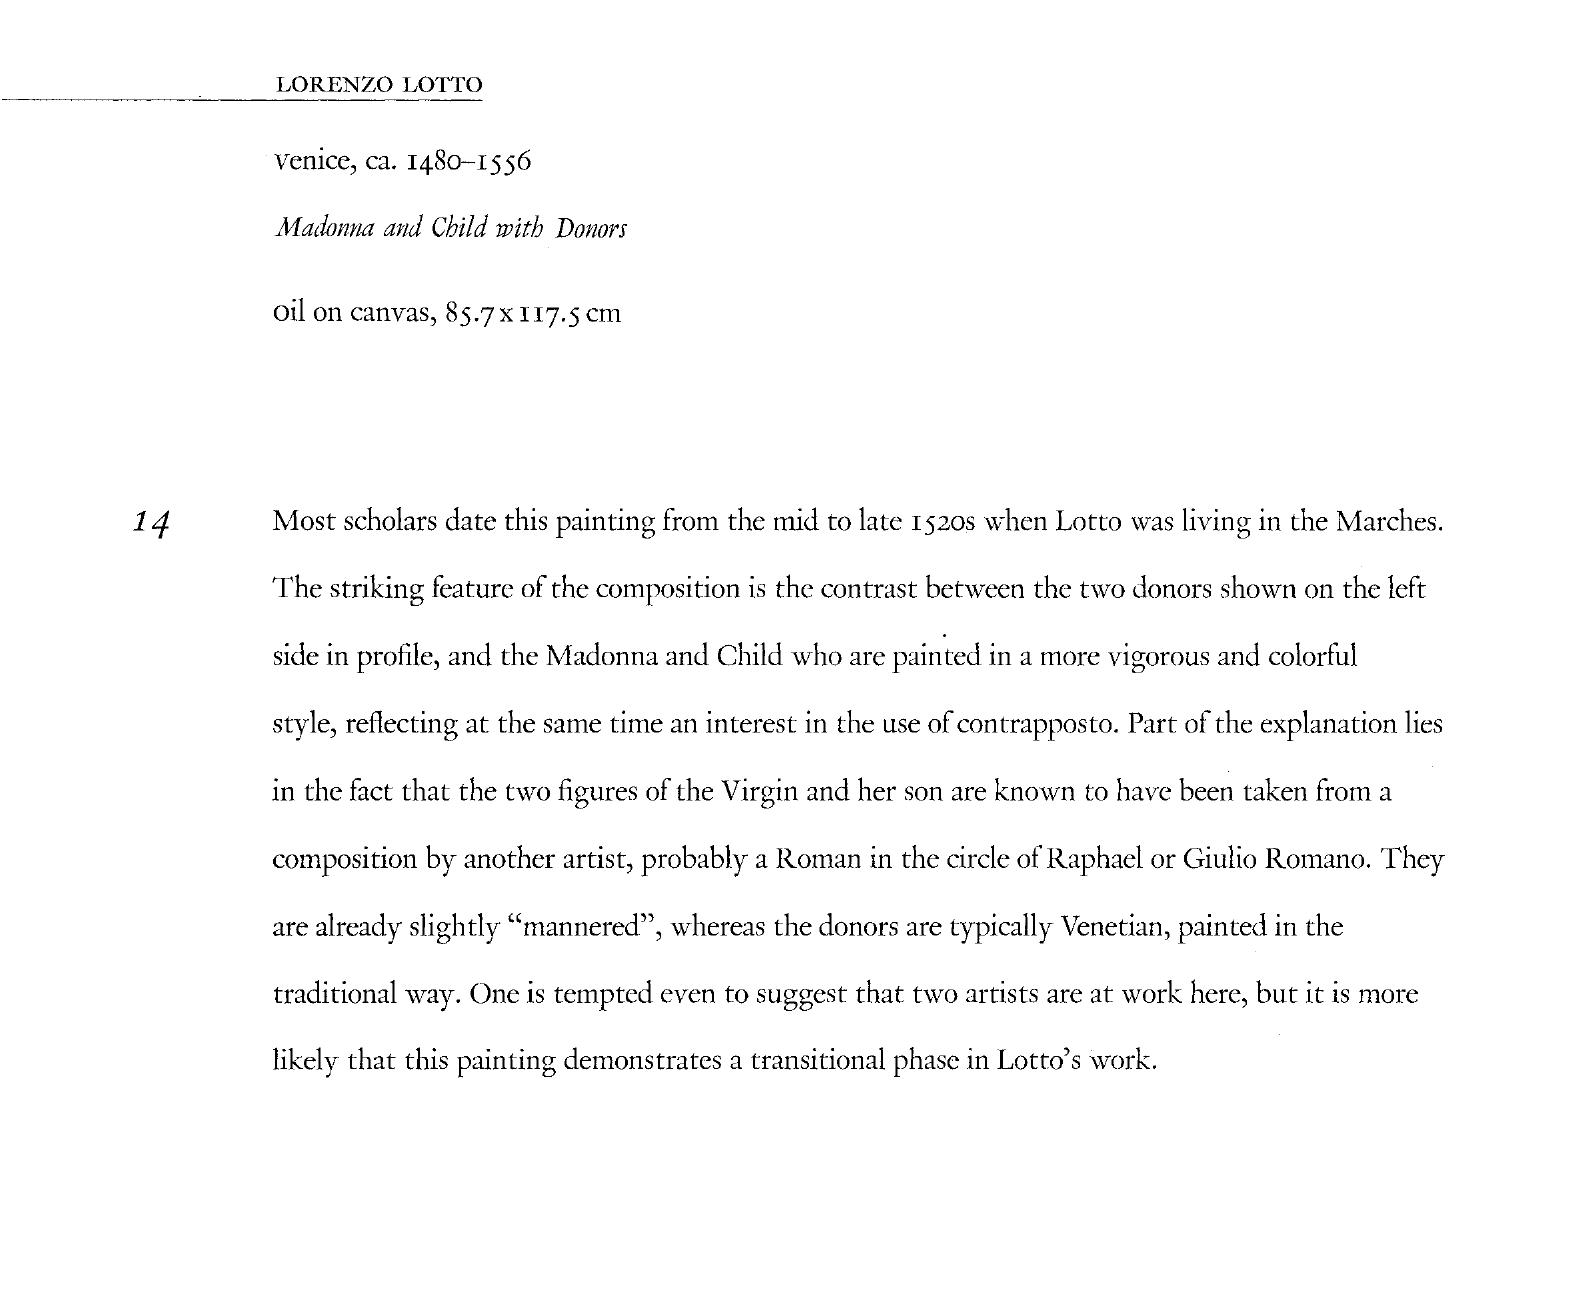 LORENZO LOTTO
venice, ca. 1480–1556
Madonna and Child with Donors
oil on canvas, 85.7 x 117.5 cm
14 Most scholars date this painting from the mid to late 1520s when Lotto was living in the Marches.
The striking feature of the composition is the contrast between the two donors shown on the left
side in profile, and the Madonna and Child who are painted in a more vigorous and colorful
style, reflecting at the same time an interest in the use of contrapposto. Part of the explanation lies
in the fact that the two figures of the Virgin and her son are known to have been taken from a
composition by another artist, probably a Roman in the circle of Raphael or Giulio Romano. They
are already slightly “mannered”, whereas the donors are typically Venetian, painted in the
traditional way. One is tempted even to suggest that two artists are at work here, but it is more
likely that this painting demonstrates a transitional phase in Lotto’s work.